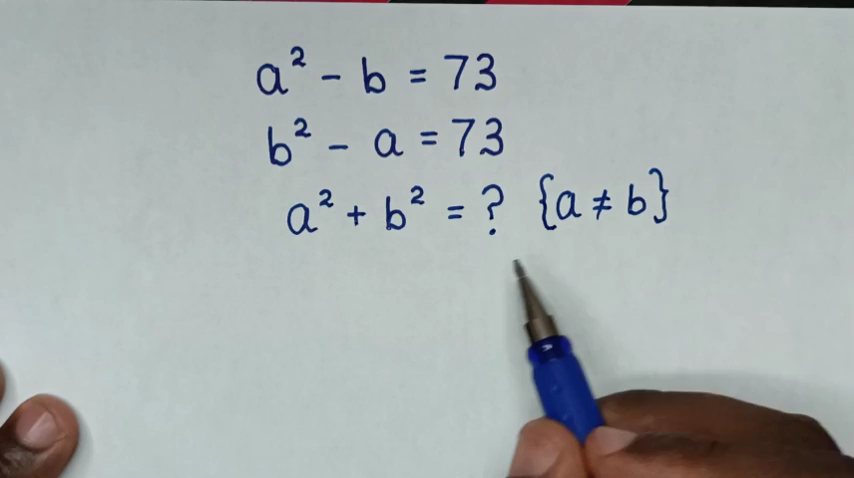 a² - b = 73
b² - a = 73
a² + b² = ? {a ≠ b}